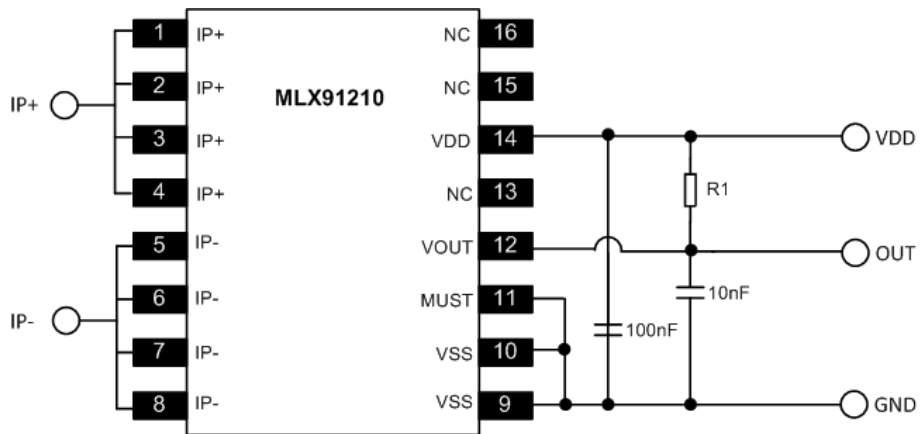 1 IP+ NC 16
2 IP+ NC 15
IP+
MLX91210
3 IP+ VDD 14 VDD
4 IP+ NC 13
R1
5 IP- VOUT 12 OUT
6 IP- MUST 11 10nF
IP-
100nF
7 IP- VSS 10
8 IP- VSS 9 GND